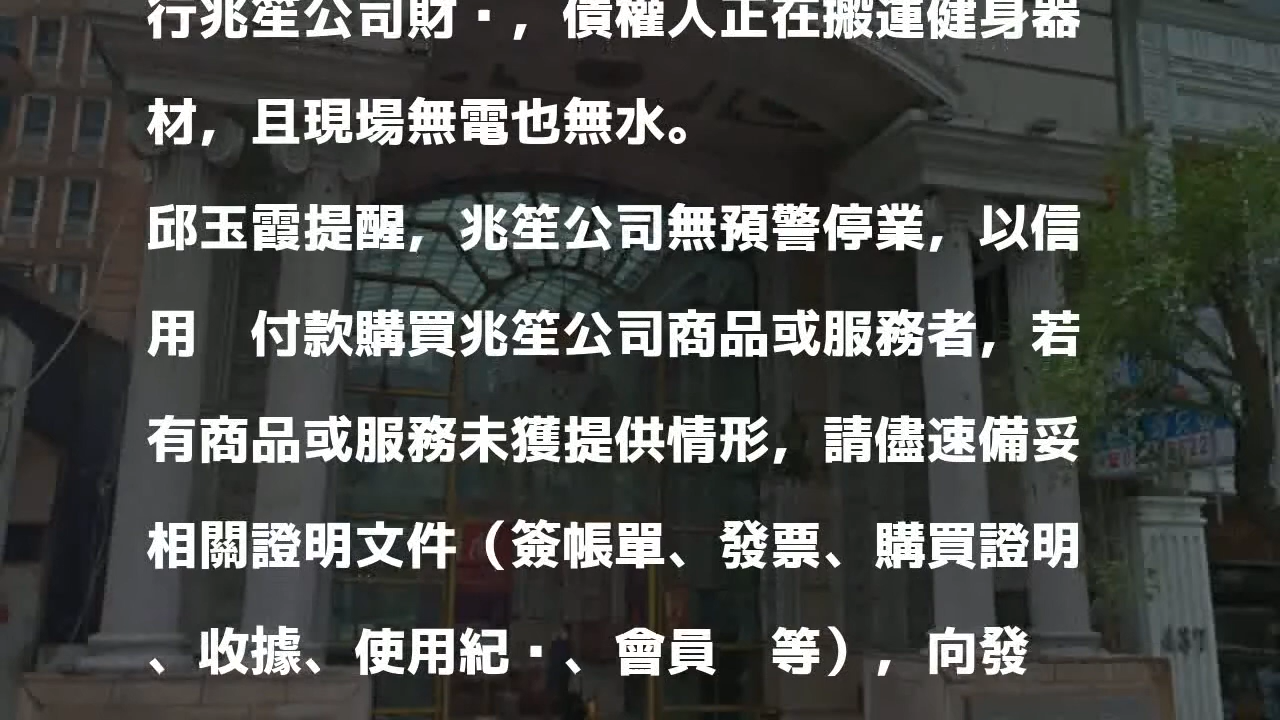 行兆笙公司財·，債權人正在搬運健身器
材，且現場無電也無水。
邱玉霞提醒，兆笙公司無預警停業，以信
用　付款購買兆笙公司商品或服務者，若
有商品或服務未獲提供情形，請儘速備妥
相關證明文件（簽帳單、發票、購買證明
、收據、使用紀·、會員　等），向發
437